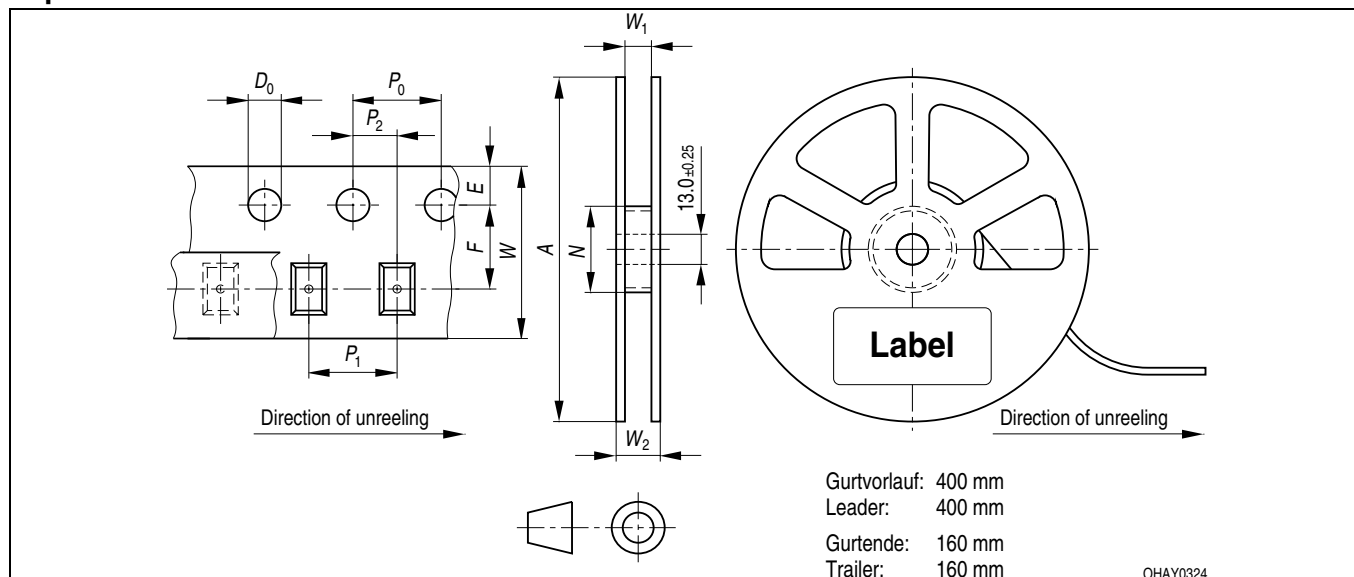 W1
D0
P0
P2
E
F
W
A
N
13.0±0.25
P1
W2
Label
Direction of unreeling
Direction of unreeling
Gurtvorlauf: 400 mm
Leader: 400 mm
Gurtende: 160 mm
Trailer: 160 mm
OHAY0324